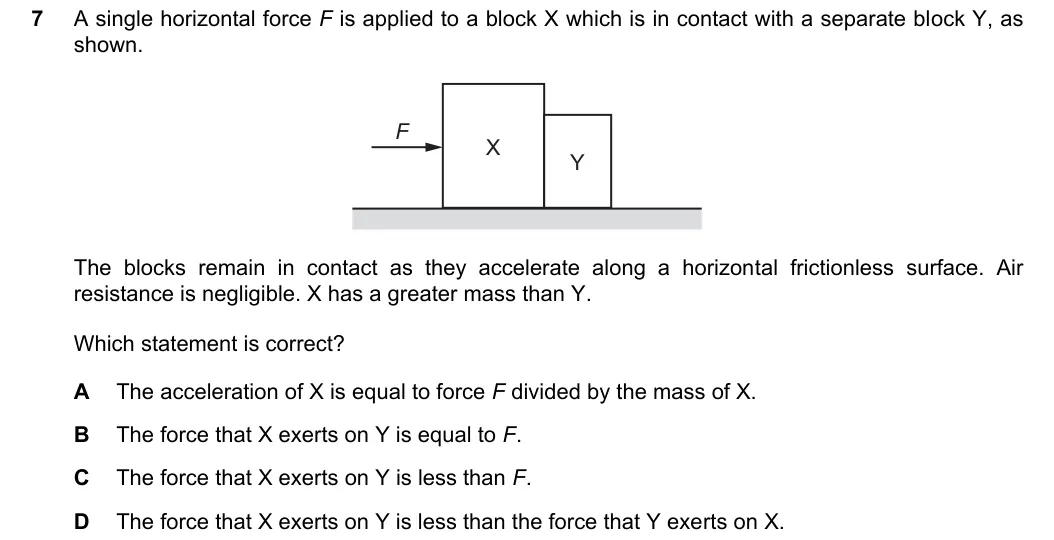 7 A single horizontal force F is applied to a block X which is in contact with a separate block Y, as
shown.
F
X
Y
The blocks remain in contact as they accelerate along a horizontal frictionless surface. Air
resistance is negligible. X has a greater mass than Y.
Which statement is correct?
A The acceleration of X is equal to force F divided by the mass of X.
B The force that X exerts on Y is equal to F.
C The force that X exerts on Y is less than F.
D The force that X exerts on Y is less than the force that Y exerts on X.